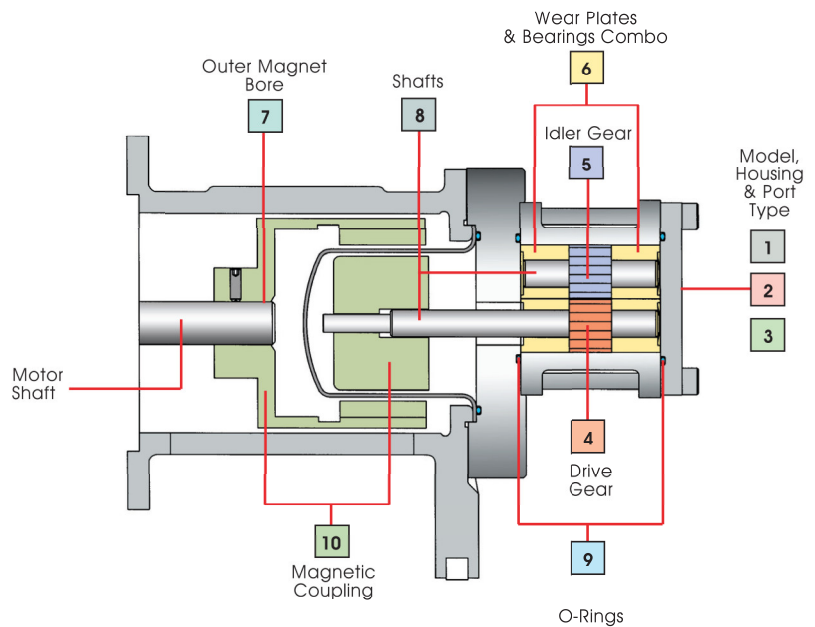 Wear Plates
& Bearings Combo
6
Outer Magnet
Bore
7
Shafts
8
Idler Gear
5
Model,
Housing
& Port
Type
1
2
3
Motor
Shaft
4
Drive
Gear
10
Magnetic
Coupling
9
O-Rings